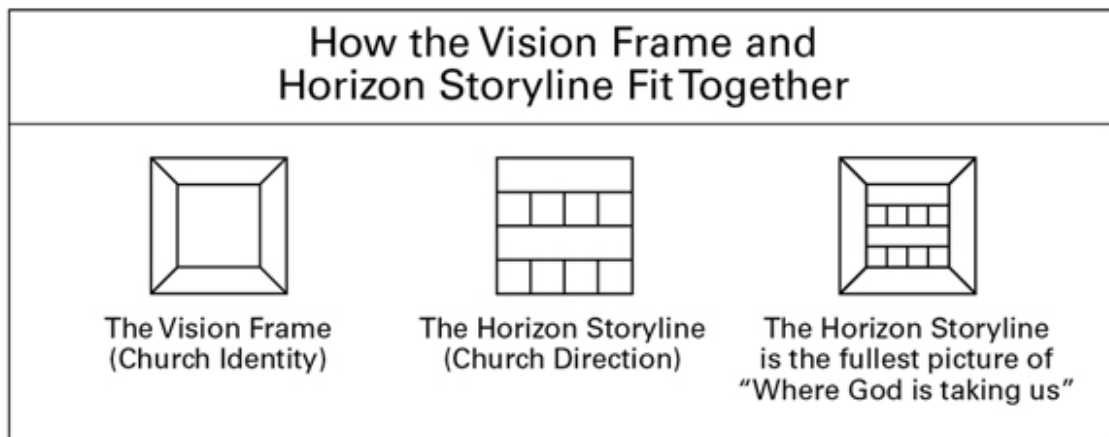 How the Vision Frame and
Horizon Storyline Fit Together
The Vision Frame
(Church Identity)
The Horizon Storyline
(Church Direction)
The Horizon Storyline
is the fullest picture of
“Where God is taking us”